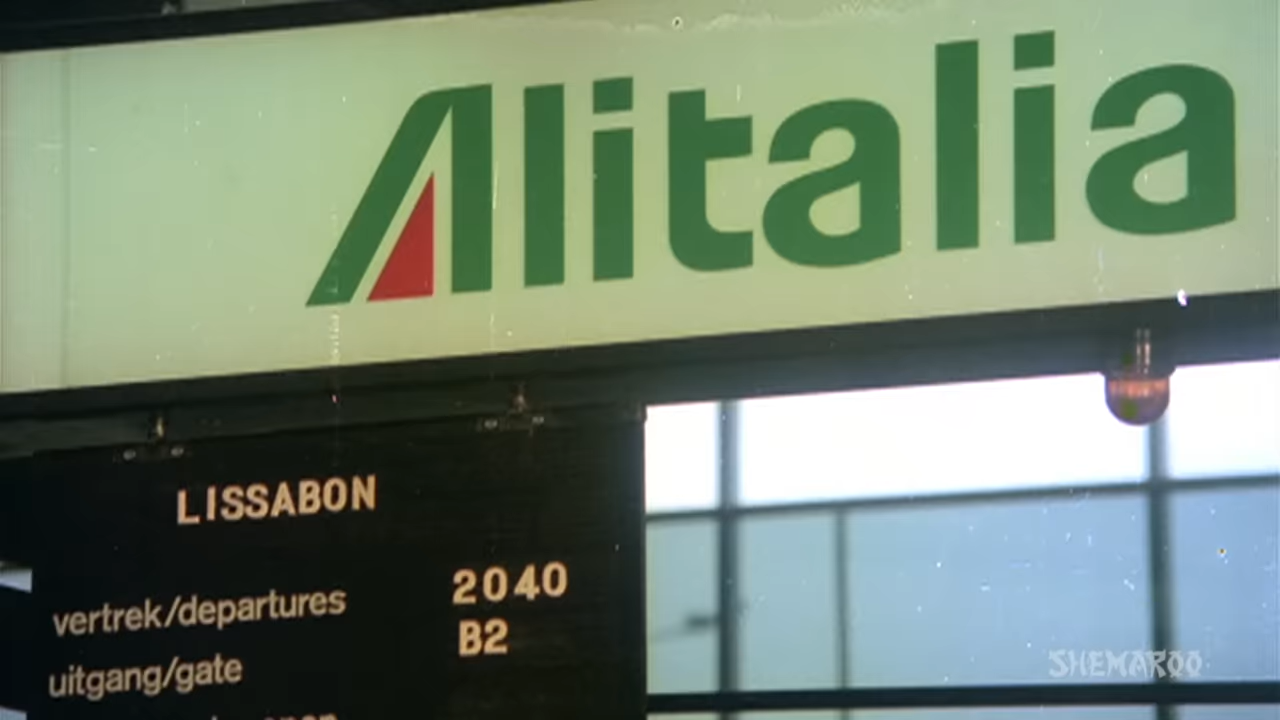 Alitalia
LISSABON
vertrek/departures 2040
uitgang/gate B2
SHEMAROO